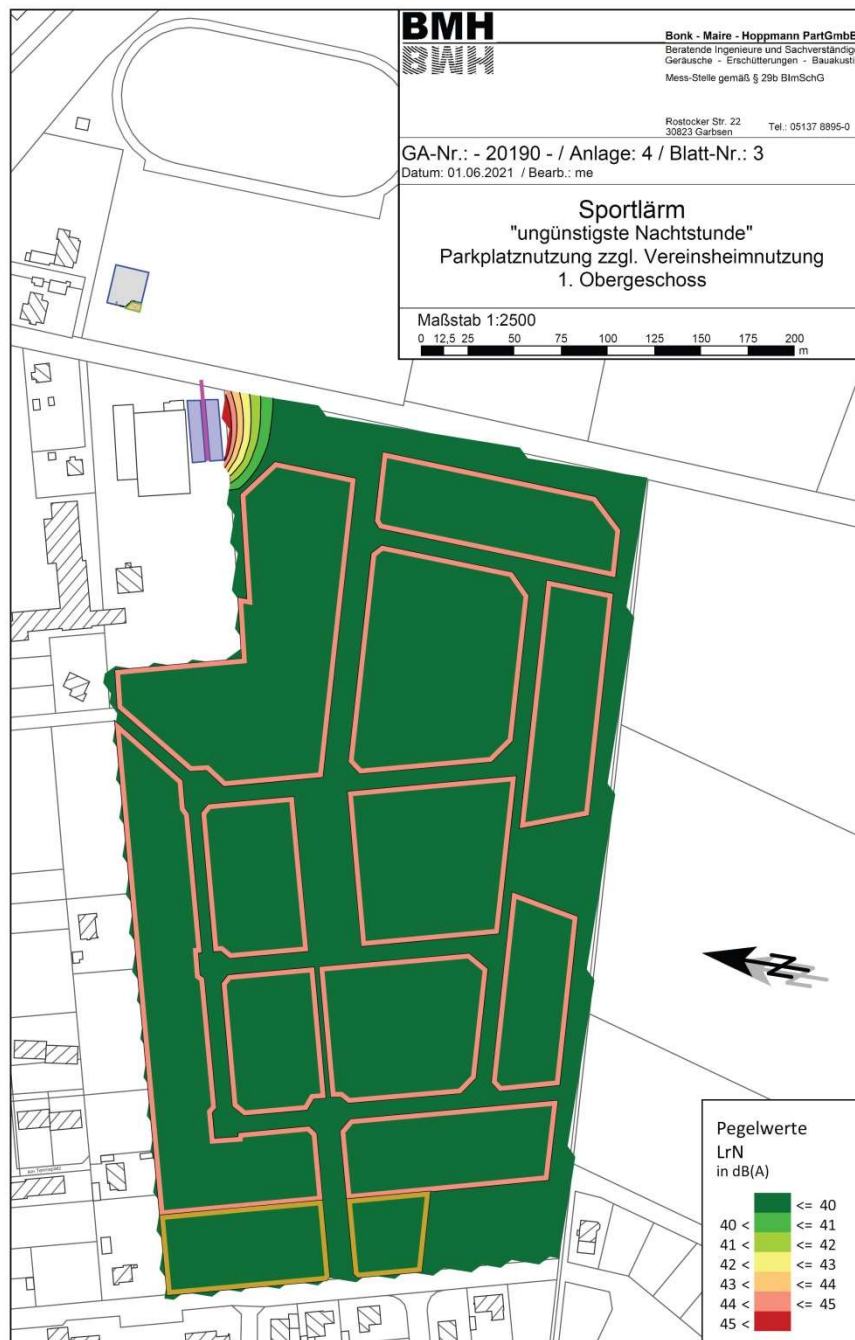 BMH
BMH
Bonk - Maire - Hoppmann PartGmbB
Beratende Ingenieure und Sachverständige
Geräusche - Erschütterungen - Bauakustik
Mess-Stelle gemäß § 29b BImSchG
Rostocker Str. 22
30823 Garbsen
Tel.: 05137 8895-0
GA-Nr.: - 20190 - / Anlage: 4 / Blatt-Nr.: 3
Datum: 01.06.2021 / Bearb.: me
Sportlärm
"ungünstigste Nachtstunde"
Parkplatznutzung zzgl. Vereinsheimnutzung
1. Obergeschoss
Maßstab 1:2500
0 12,5 25 50 75 100 125 150 175 200
m
N
Pegelwerte
LrN
in dB(A)
<= 40
40 < <= 41
41 < <= 42
42 < <= 43
43 < <= 44
44 < <= 45
45 <